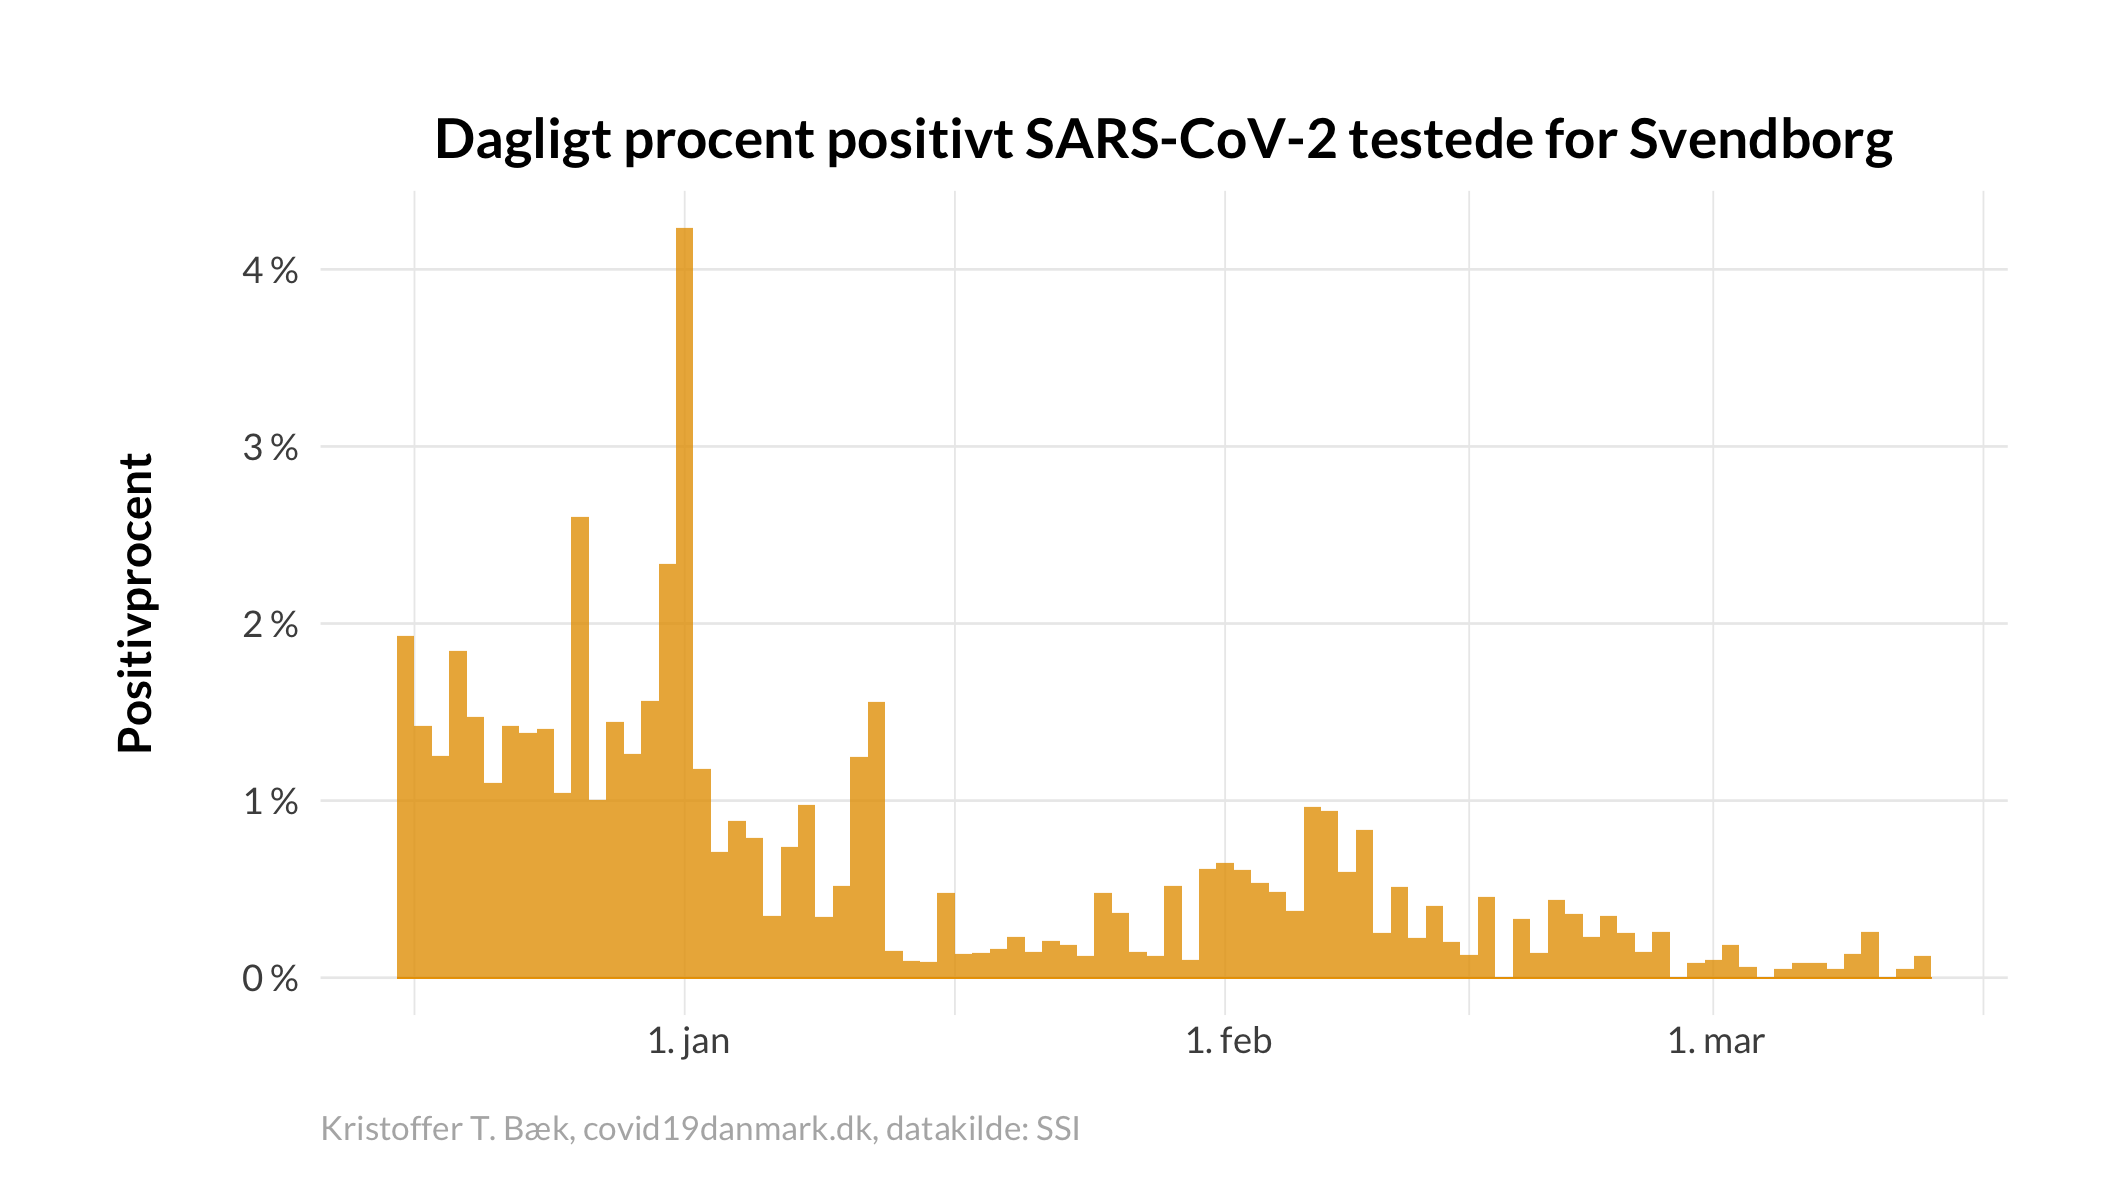 Dagligt procent positivt SARS-CoV-2 testede for Svendborg
Positivprocent
4 %
3 %
2 %
1 %
0 %
1. jan
1. feb
1. mar
Kristoffer T. Bæk, covid19danmark.dk, datakilde: SSI